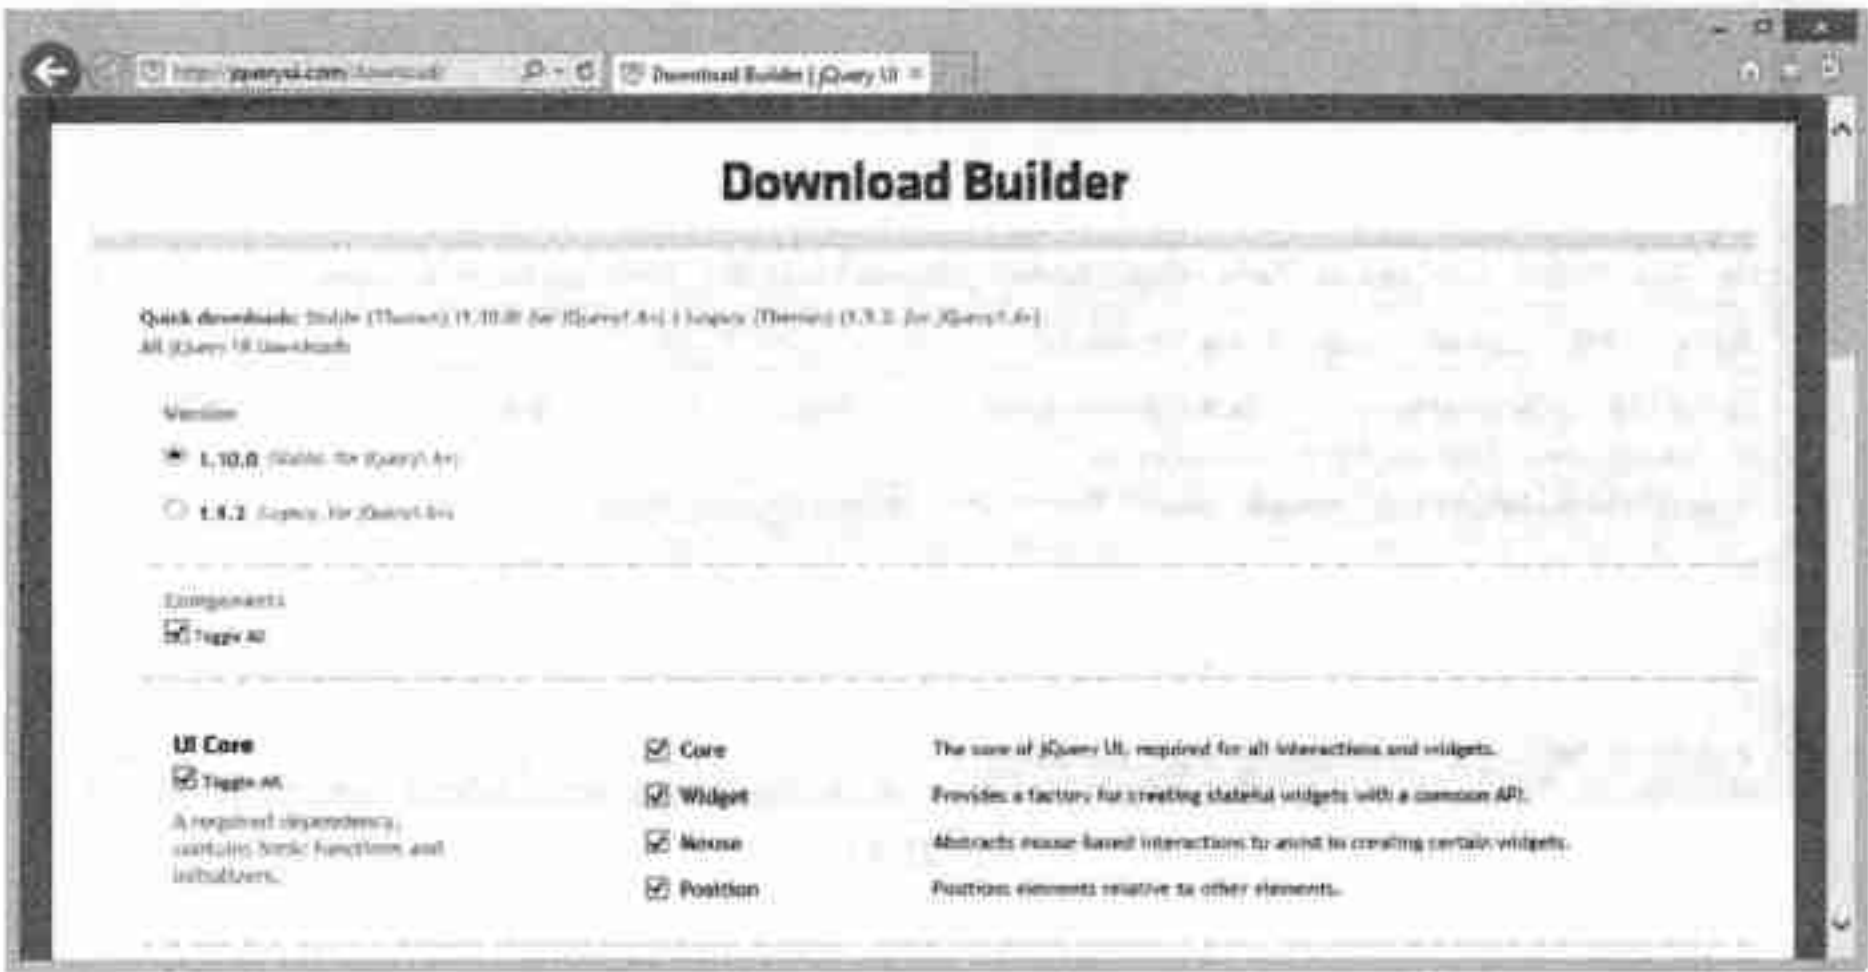 http://jqueryui.com/download/
Download Builder | jQuery UI
Download Builder
Quick downloads: Stable (Themes) (1.10.0: for jQuery1.6+) | Legacy (Themes) (1.9.2: for jQuery1.6+)
All jQuery UI Downloads
Version
1.10.0 (Stable, for jQuery1.6+)
1.9.2 (Legacy, for jQuery1.6+)
Components
Toggle All
UI Core
Toggle All
A required dependency,
contains basic functions and
initializers.
Core The core of jQuery UI, required for all interactions and widgets.
Widget Provides a factory for creating stateful widgets with a common API.
Mouse Abstracts mouse-based interactions to assist in creating certain widgets.
Position Positions elements relative to other elements.